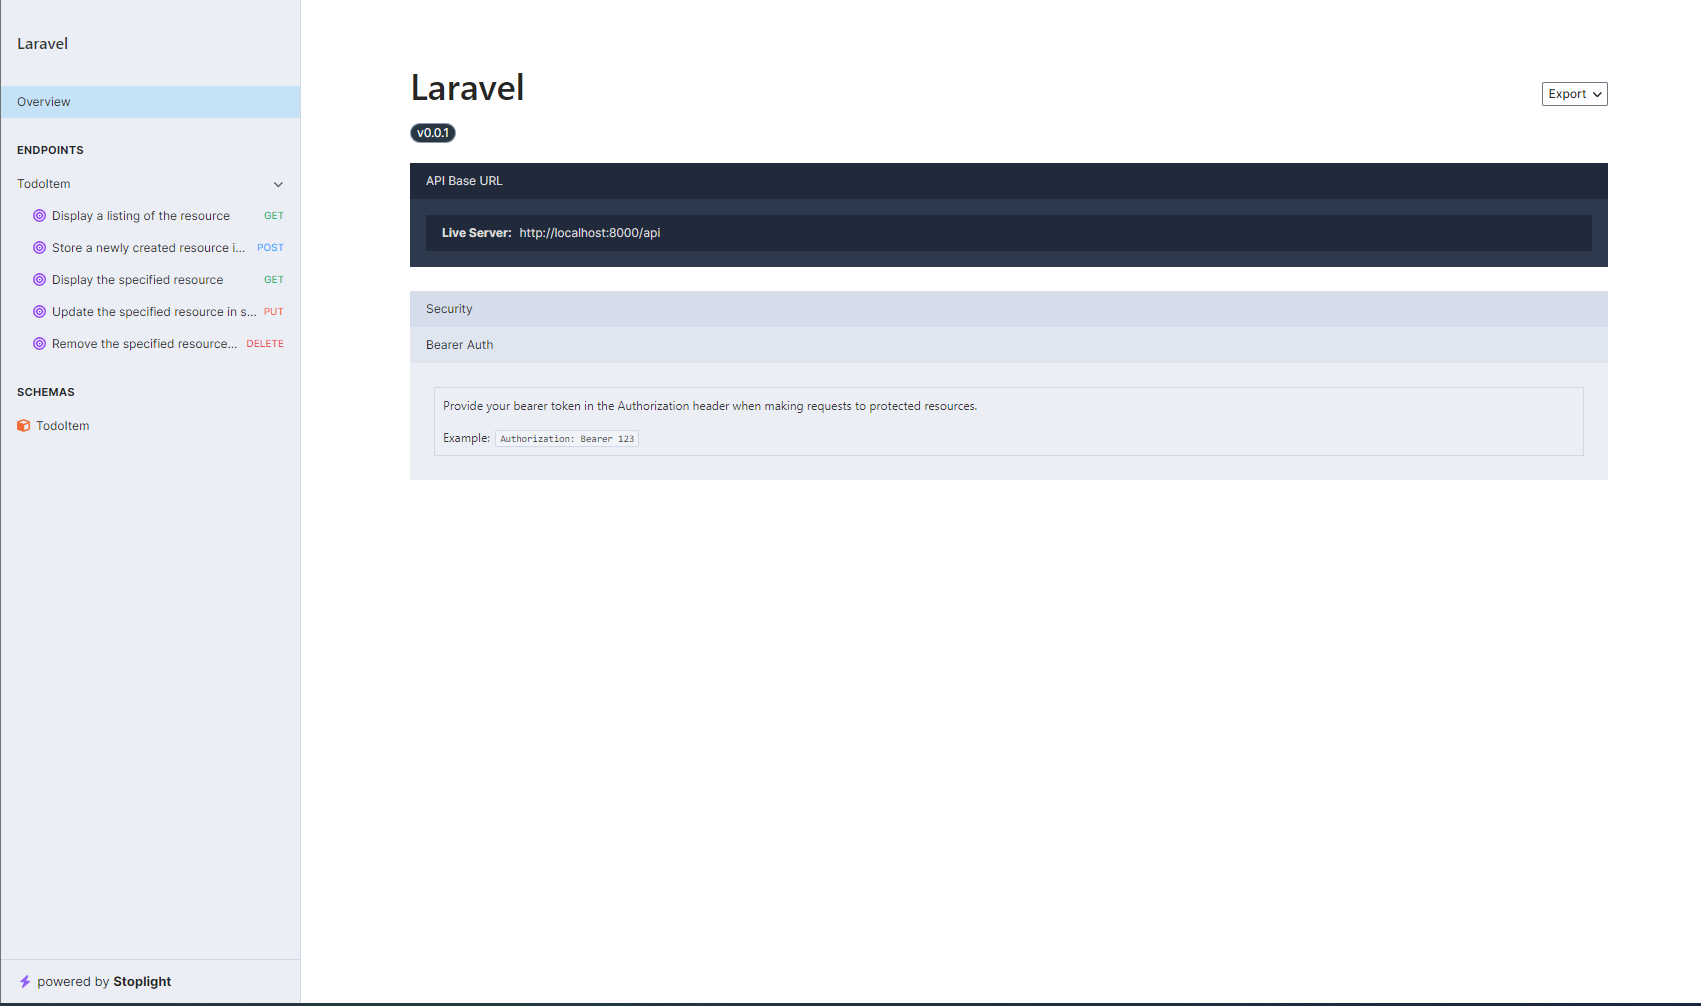 Laravel
Overview
ENDPOINTS
TodoItem
Display a listing of the resource GET
Store a newly created resource i... POST
Display the specified resource GET
Update the specified resource in s... PUT
Remove the specified resource... DELETE
SCHEMAS
TodoItem
powered by Stoplight
Laravel
Export
v0.0.1
API Base URL
Live Server: http://localhost:8000/api
Security
Bearer Auth
Provide your bearer token in the Authorization header when making requests to protected resources.
Example: Authorization: Bearer 123